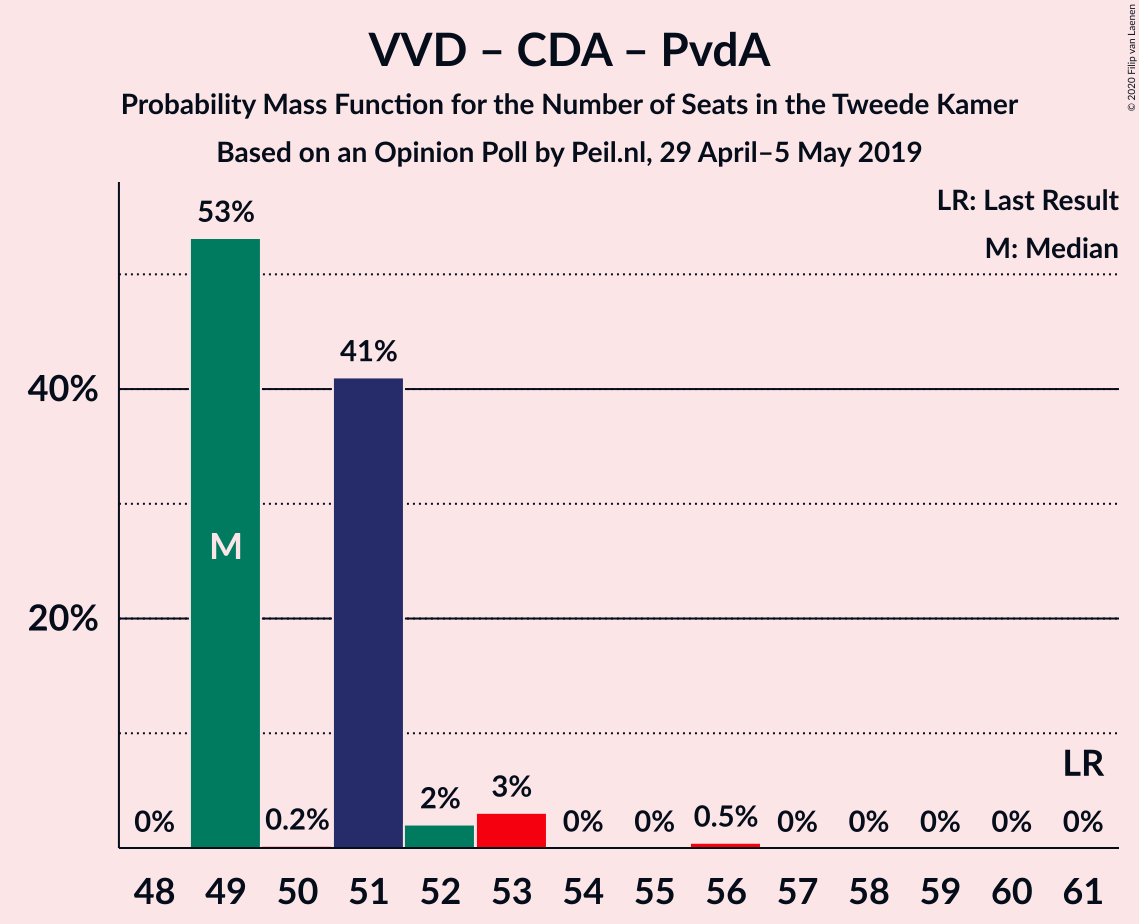 VVD – CDA – PvdA
Probability Mass Function for the Number of Seats in the Tweede Kamer
Based on an Opinion Poll by Peil.nl, 29 April–5 May 2019
© 2020 Filip van Laenen
LR: Last Result
M: Median
53%
41%
40%
M
20%
LR
0% 0.2% 2% 3% 0% 0% 0.5% 0% 0% 0% 0% 0%
48 49 50 51 52 53 54 55 56 57 58 59 60 61